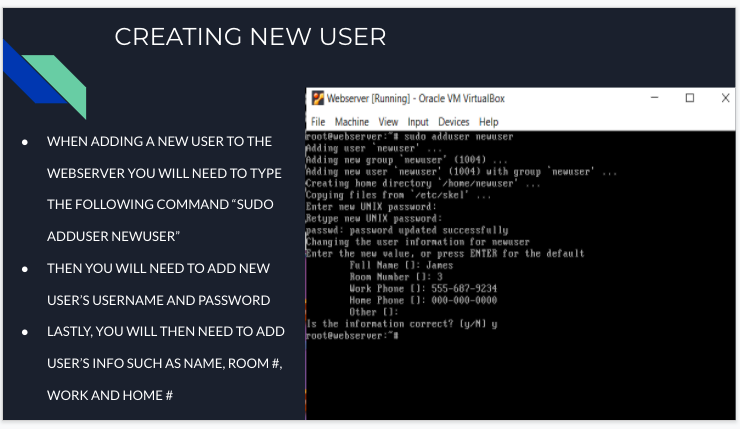 CREATING NEW USER
● WHEN ADDING A NEW USER TO THE
WEBSERVER YOU WILL NEED TO TYPE
THE FOLLOWING COMMAND “SUDO
ADDUSER NEWUSER”
● THEN YOU WILL NEED TO ADD NEW
USER’S USERNAME AND PASSWORD
● LASTLY, YOU WILL THEN NEED TO ADD
USER’S INFO SUCH AS NAME, ROOM #,
WORK AND HOME #
Webserver [Running] - Oracle VM VirtualBox
File Machine View Input Devices Help
root@webserver:~# sudo adduser newuser
Adding user `newuser' ...
Adding new group `newuser' (1004) ...
Adding new user `newuser' (1004) with group `newuser' ...
Creating home directory `/home/newuser' ...
Copying files from `/etc/skel' ...
Enter new UNIX password:
Retype new UNIX password:
passwd: password updated successfully
Changing the user information for newuser
Enter the new value, or press ENTER for the default
Full Name []: James
Room Number []: 3
Work Phone []: 555-687-9234
Home Phone []: 000-000-0000
Other []:
Is the information correct? [y/N] y
root@webserver:~#